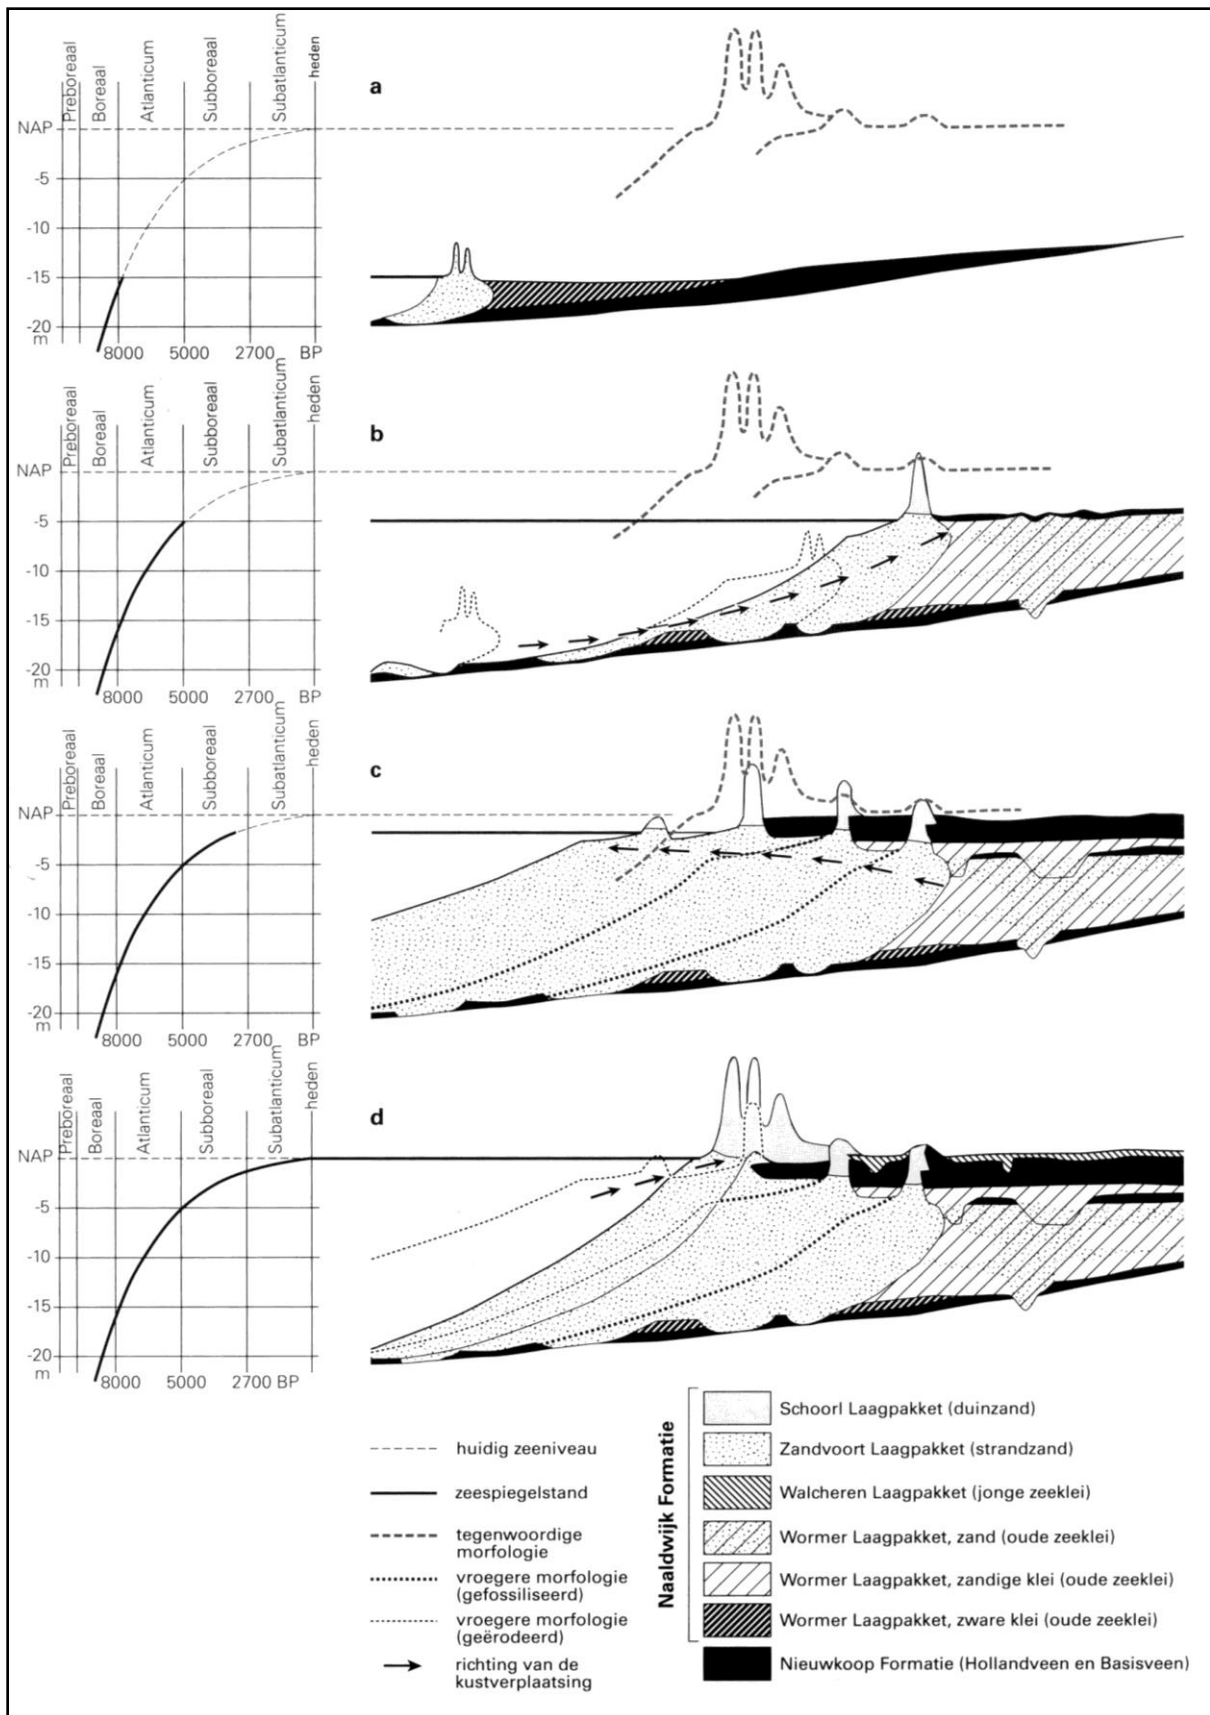 Preboreaal
Boreaal
Atlanticum
Subboreaal
Subatlanticum
heden
NAP
-5
-10
-15
-20
m
8000 5000 2700 BP
a
Preboreaal
Boreaal
Atlanticum
Subboreaal
Subatlanticum
heden
NAP
-5
-10
-15
-20
m
8000 5000 2700 BP
b
Preboreaal
Boreaal
Atlanticum
Subboreaal
Subatlanticum
heden
NAP
-5
-10
-15
-20
m
8000 5000 2700 BP
c
Preboreaal
Boreaal
Atlanticum
Subboreaal
Subatlanticum
heden
NAP
-5
-10
-15
-20
m
8000 5000 2700 BP
d
huidig zeeniveau
zeespiegelstand
tegenwoordige
morfologie
vroegere morfologie
(gefossiliseerd)
vroegere morfologie
(geërodeerd)
richting van de
kustverplaatsing
Naaldwijk Formatie
Schoorl Laagpakket (duinzand)
Zandvoort Laagpakket (strandzand)
Walcheren Laagpakket (jonge zeeklei)
Wormer Laagpakket, zand (oude zeeklei)
Wormer Laagpakket, zandige klei (oude zeeklei)
Wormer Laagpakket, zware klei (oude zeeklei)
Nieuwkoop Formatie (Hollandveen en Basisveen)